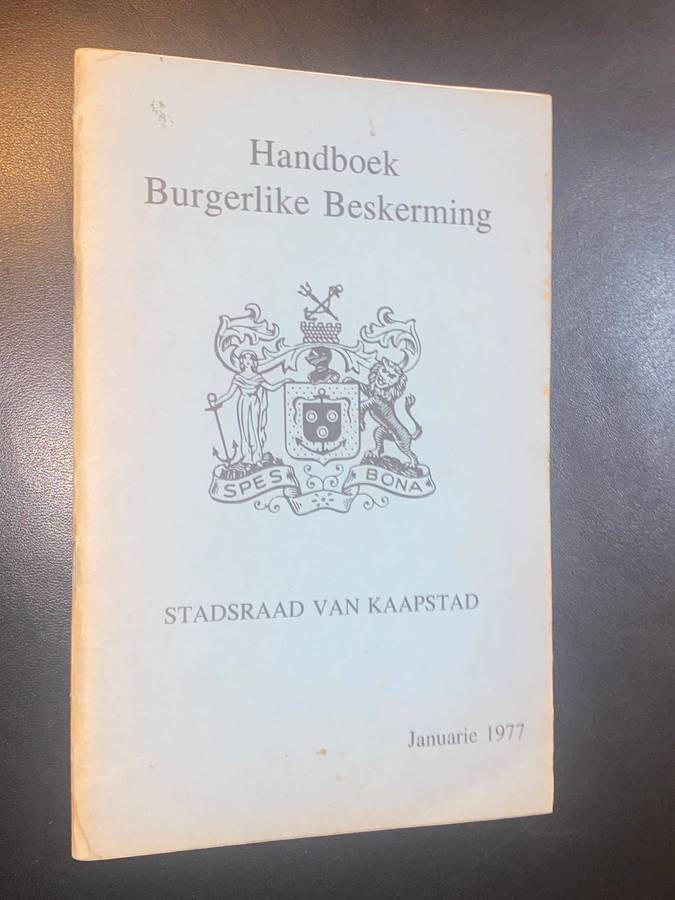 Handboek
Burgerlike Beskerming
SPES BONA
STADSRAAD VAN KAAPSTAD
Januarie 1977